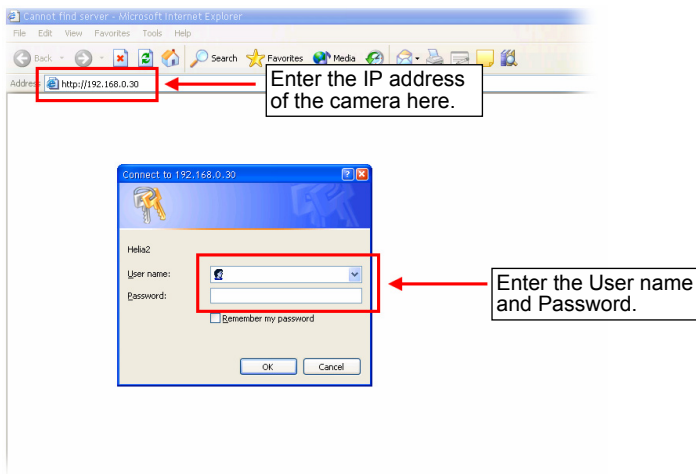 Cannot find server - Microsoft Internet Explorer
File Edit View Favorites Tools Help
Back Search Favorites Media
Address http://192.168.0.30
Enter the IP address
of the camera here.
Connect to 192.168.0.30
Helia2
User name:
Password:
Remember my password
OK Cancel
Enter the User name
and Password.